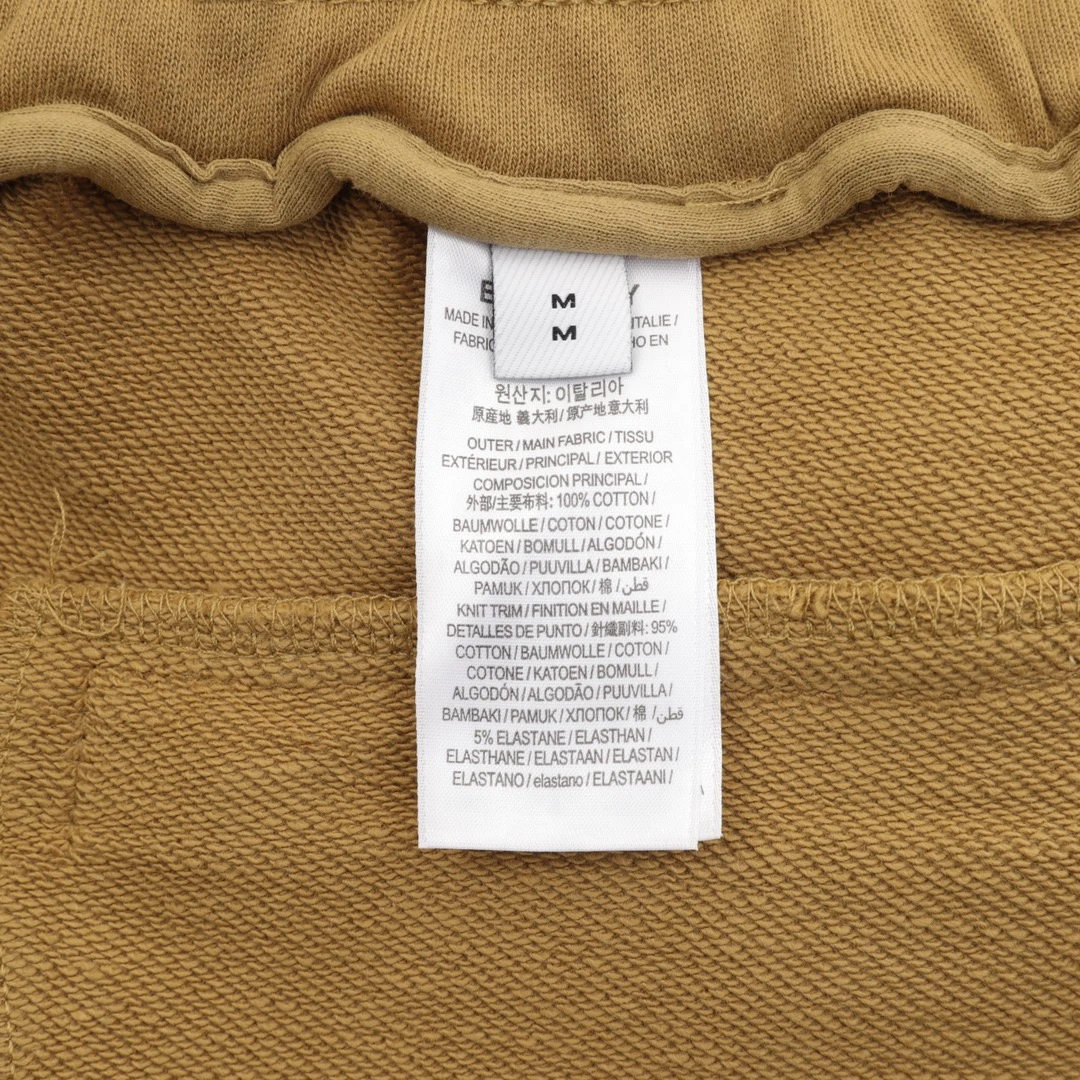 M
M
MADE IN ITALIE /
원산지: 이탈리아
原産地 義大利/ 原产地意大利
OUTER / MAIN FABRIC / TISSU
EXTÉRIEUR / PRINCIPAL / EXTERIOR
COMPOSICION PRINCIPAL /
外部/主要布料: 100% COTTON /
BAUMWOLLE / COTON / COTONE /
KATOEN / BOMULL / ALGODÓN /
ALGODÃO / PUUVILLA / BAMBAKI /
PAMUK / ХЛОПОК / 棉 / قطن /
KNIT TRIM / FINITION EN MAILLE /
DETALLES DE PUNTO / 針織副料: 95%
COTTON / BAUMWOLLE / COTON /
COTONE / KATOEN / BOMULL /
ALGODÓN / ALGODÃO / PUUVILLA /
BAMBAKI / PAMUK / ХЛОПОК / 棉 / قطن
5% ELASTANE / ELASTHAN /
ELASTHANE / ELASTAAN / ELASTAN /
ELASTANO / elastano / ELASTAANI /